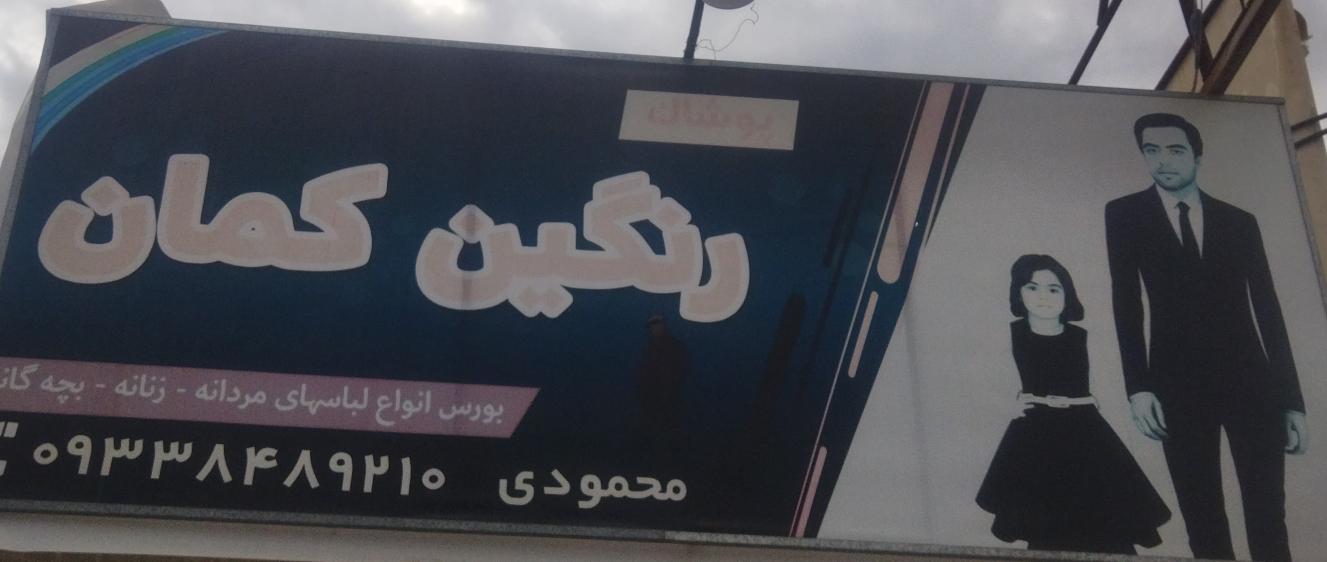 پوشاک
رنگین کمان
بورس انواع لباسهای مردانه - زنانه - بچه گانه
محمودی ۰۹۳۳۸۴۸۹۲۱۰